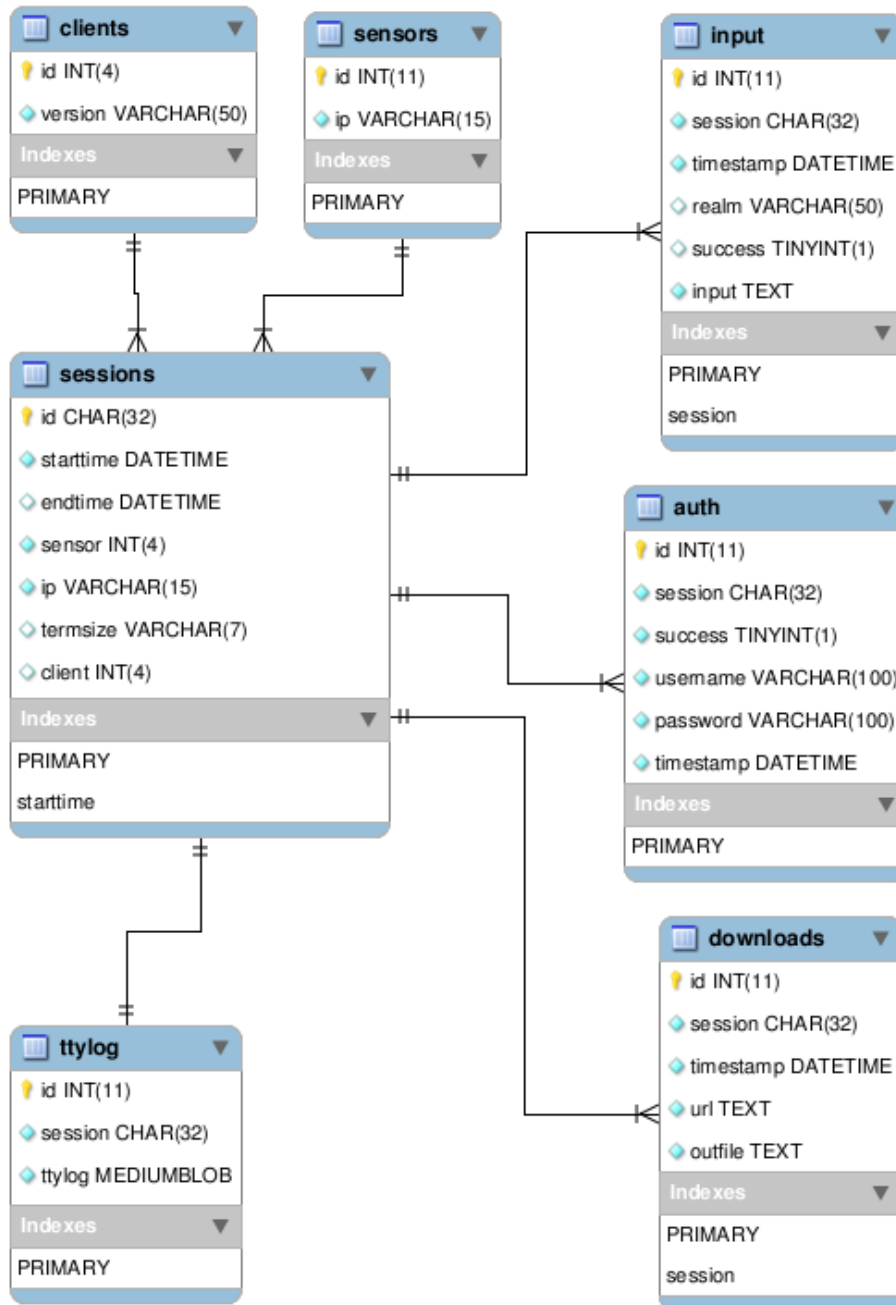 clients
id INT(4)
version VARCHAR(50)
Indexes
PRIMARY
sensors
id INT(11)
ip VARCHAR(15)
Indexes
PRIMARY
input
id INT(11)
session CHAR(32)
timestamp DATETIME
realm VARCHAR(50)
success TINYINT(1)
input TEXT
Indexes
PRIMARY
session
sessions
id CHAR(32)
starttime DATETIME
endtime DATETIME
sensor INT(4)
ip VARCHAR(15)
termsize VARCHAR(7)
client INT(4)
Indexes
PRIMARY
starttime
auth
id INT(11)
session CHAR(32)
success TINYINT(1)
username VARCHAR(100)
password VARCHAR(100)
timestamp DATETIME
Indexes
PRIMARY
ttylog
id INT(11)
session CHAR(32)
ttylog MEDIUMBLOB
Indexes
PRIMARY
downloads
id INT(11)
session CHAR(32)
timestamp DATETIME
url TEXT
outfile TEXT
Indexes
PRIMARY
session